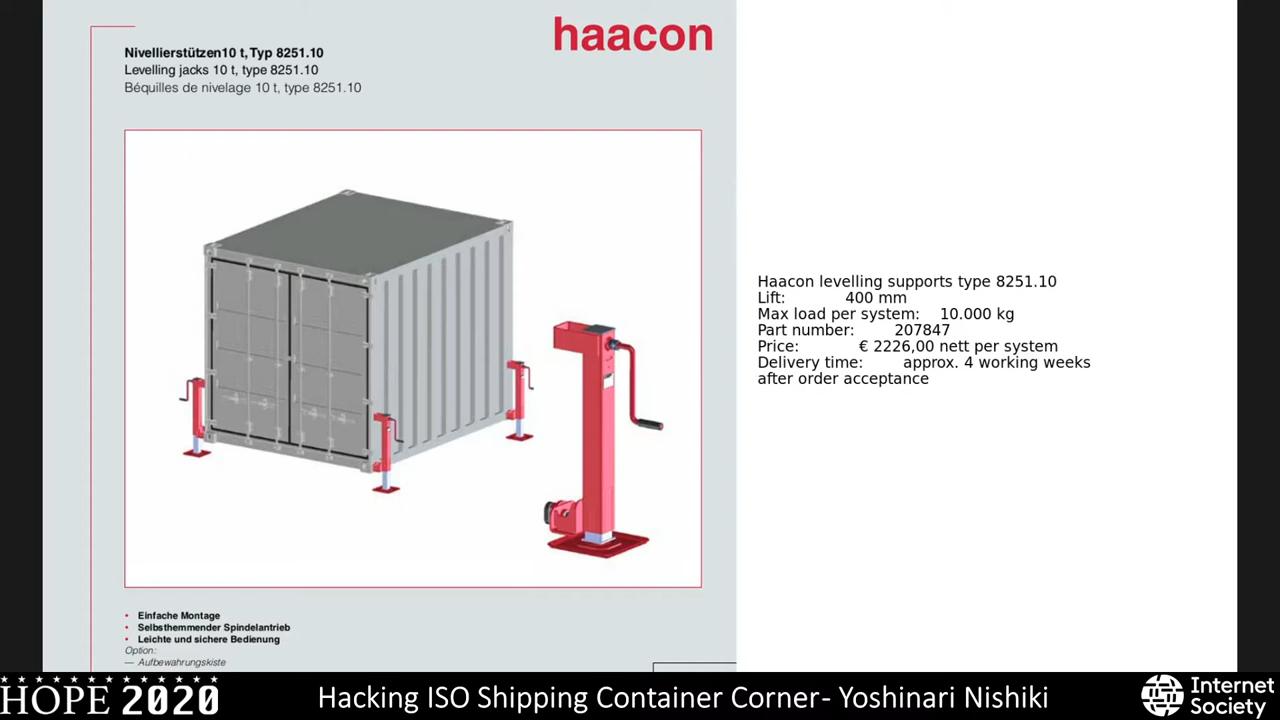 haacon
Nivellierstützen10 t, Typ 8251.10
Levelling jacks 10 t, type 8251.10
Béquilles de nivelage 10 t, type 8251.10
Haacon levelling supports type 8251.10
Lift: 400 mm
Max load per system: 10.000 kg
Part number: 207847
Price: € 2226,00 nett per system
Delivery time: approx. 4 working weeks
after order acceptance
• Einfache Montage
• Selbsthemmender Spindelantrieb
• Leichte und sichere Bedienung
Option:
— Aufbewahrungskiste
HOPE 2020
Hacking ISO Shipping Container Corner- Yoshinari Nishiki
Internet
Society